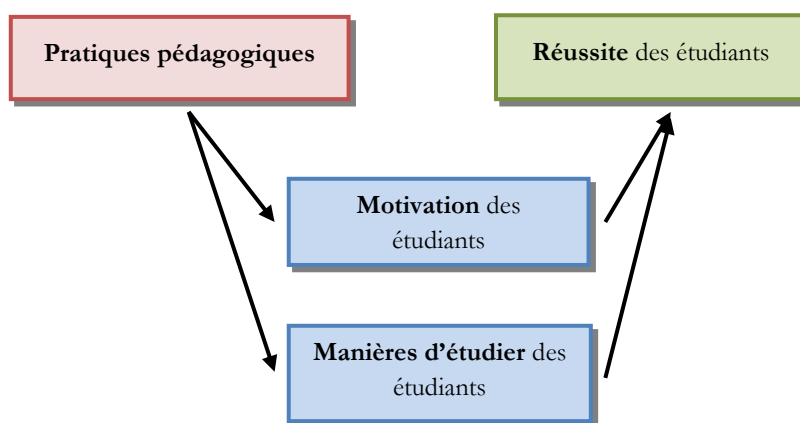 Pratiques pédagogiques
Réussite des étudiants
Motivation des
étudiants
Manières d’étudier des
étudiants